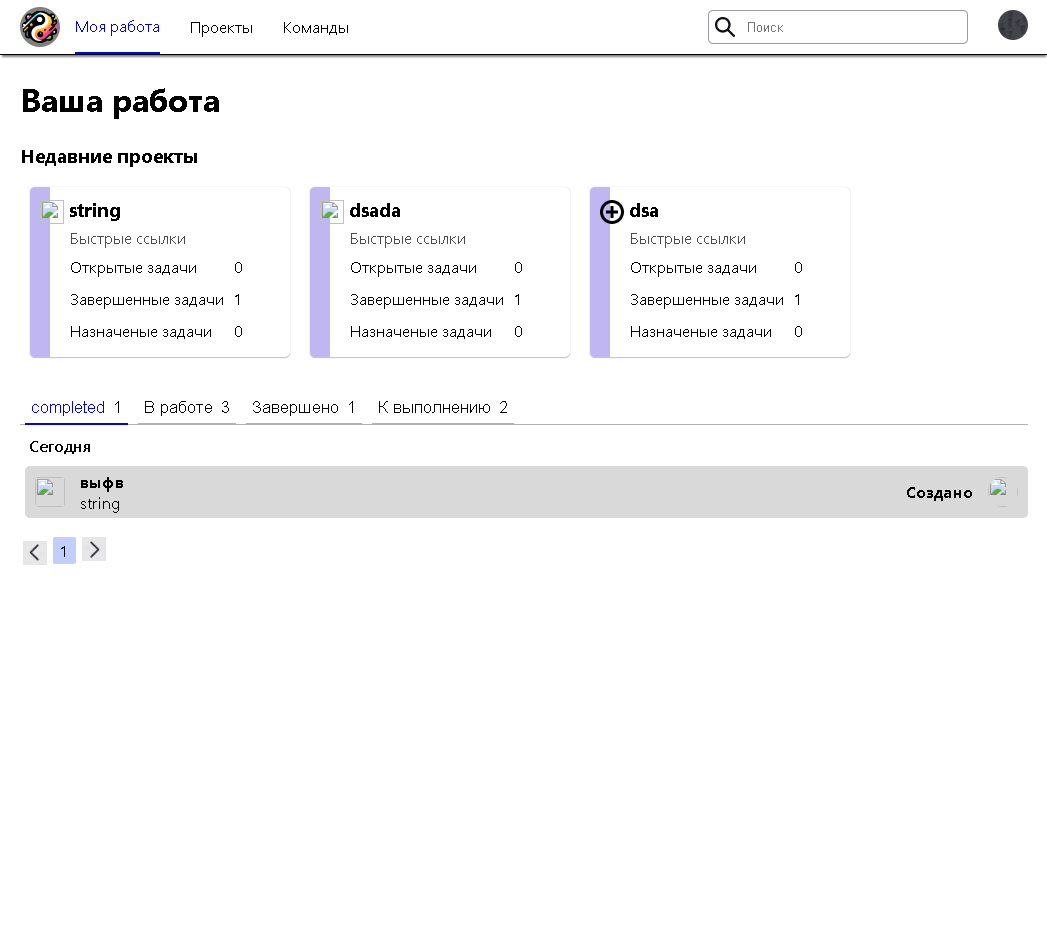 Моя работа Проекты Команды Поиск
Ваша работа
Недавние проекты
string dsada dsa
Быстрые ссылки Быстрые ссылки Быстрые ссылки
Открытые задачи 0 Открытые задачи 0 Открытые задачи 0
Завершенные задачи 1 Завершенные задачи 1 Завершенные задачи 1
Назначеные задачи 0 Назначеные задачи 0 Назначеные задачи 0
completed 1 В работе 3 Завершено 1 К выполнению 2
Сегодня
выфв
string
Создано
1